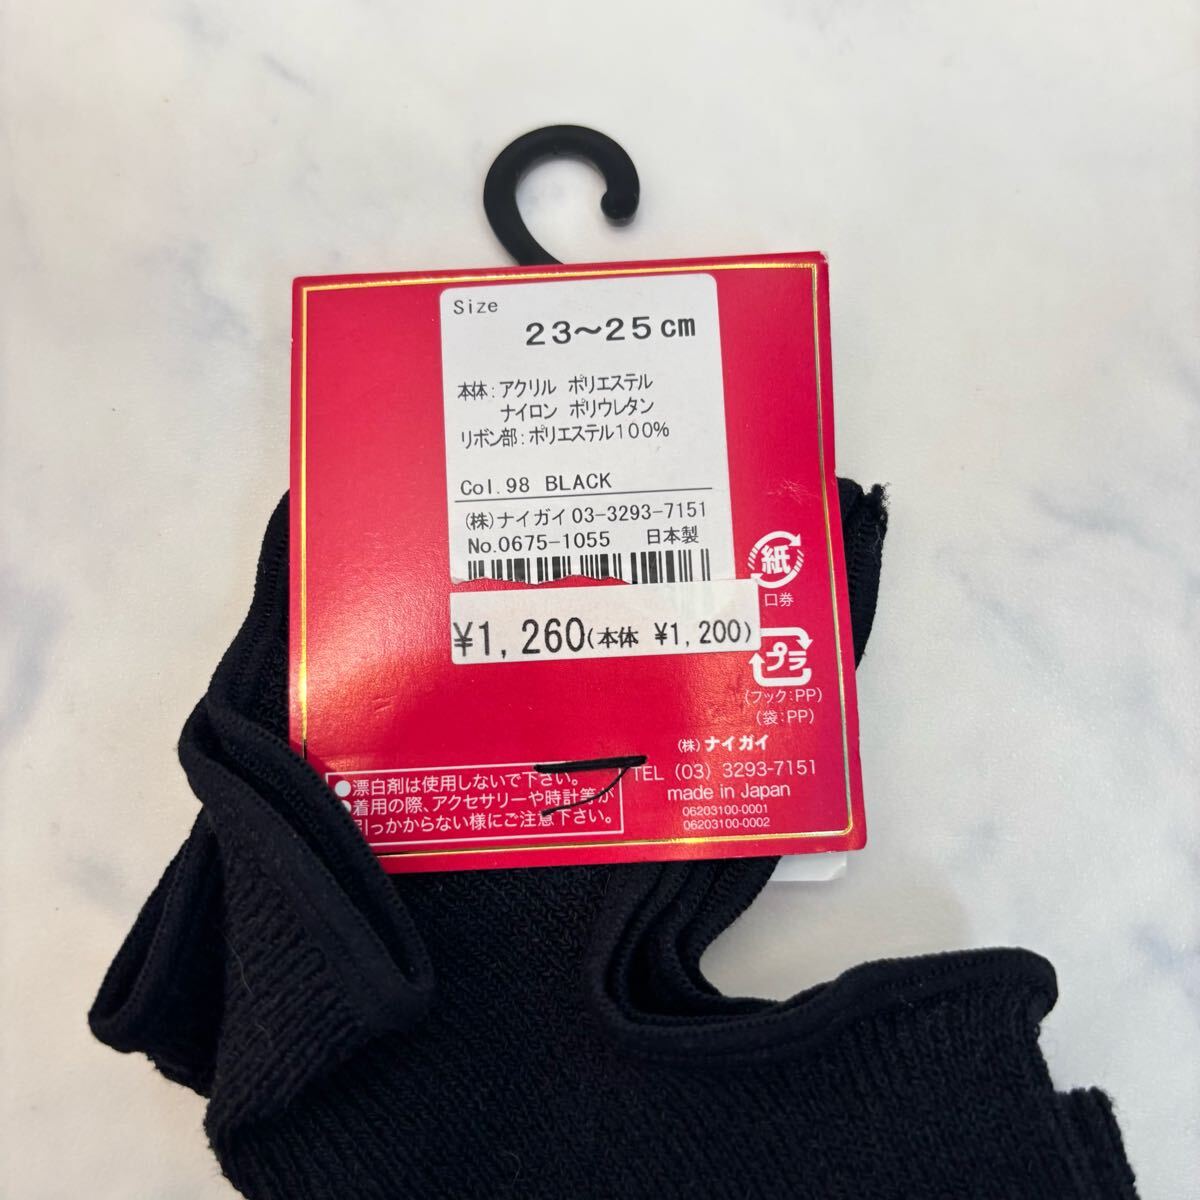 Size
23～25cm
本体：アクリル ポリエステル
ナイロン ポリウレタン
リボン部：ポリエステル100%
Col.98 BLACK
(株)ナイガイ03-3293-7151
No.0675-1055 日本製
¥1,260(本体 ¥1,200)
紙
口券
プラ
(フック：PP)
(袋：PP)
(株)ナイガイ
TEL (03) 3293-7151
made in Japan
06203100-0001
06203100-0002
●漂白剤は使用しないで下さい。
●着用の際、アクセサリーや時計等が
引っかからない様にご注意下さい。